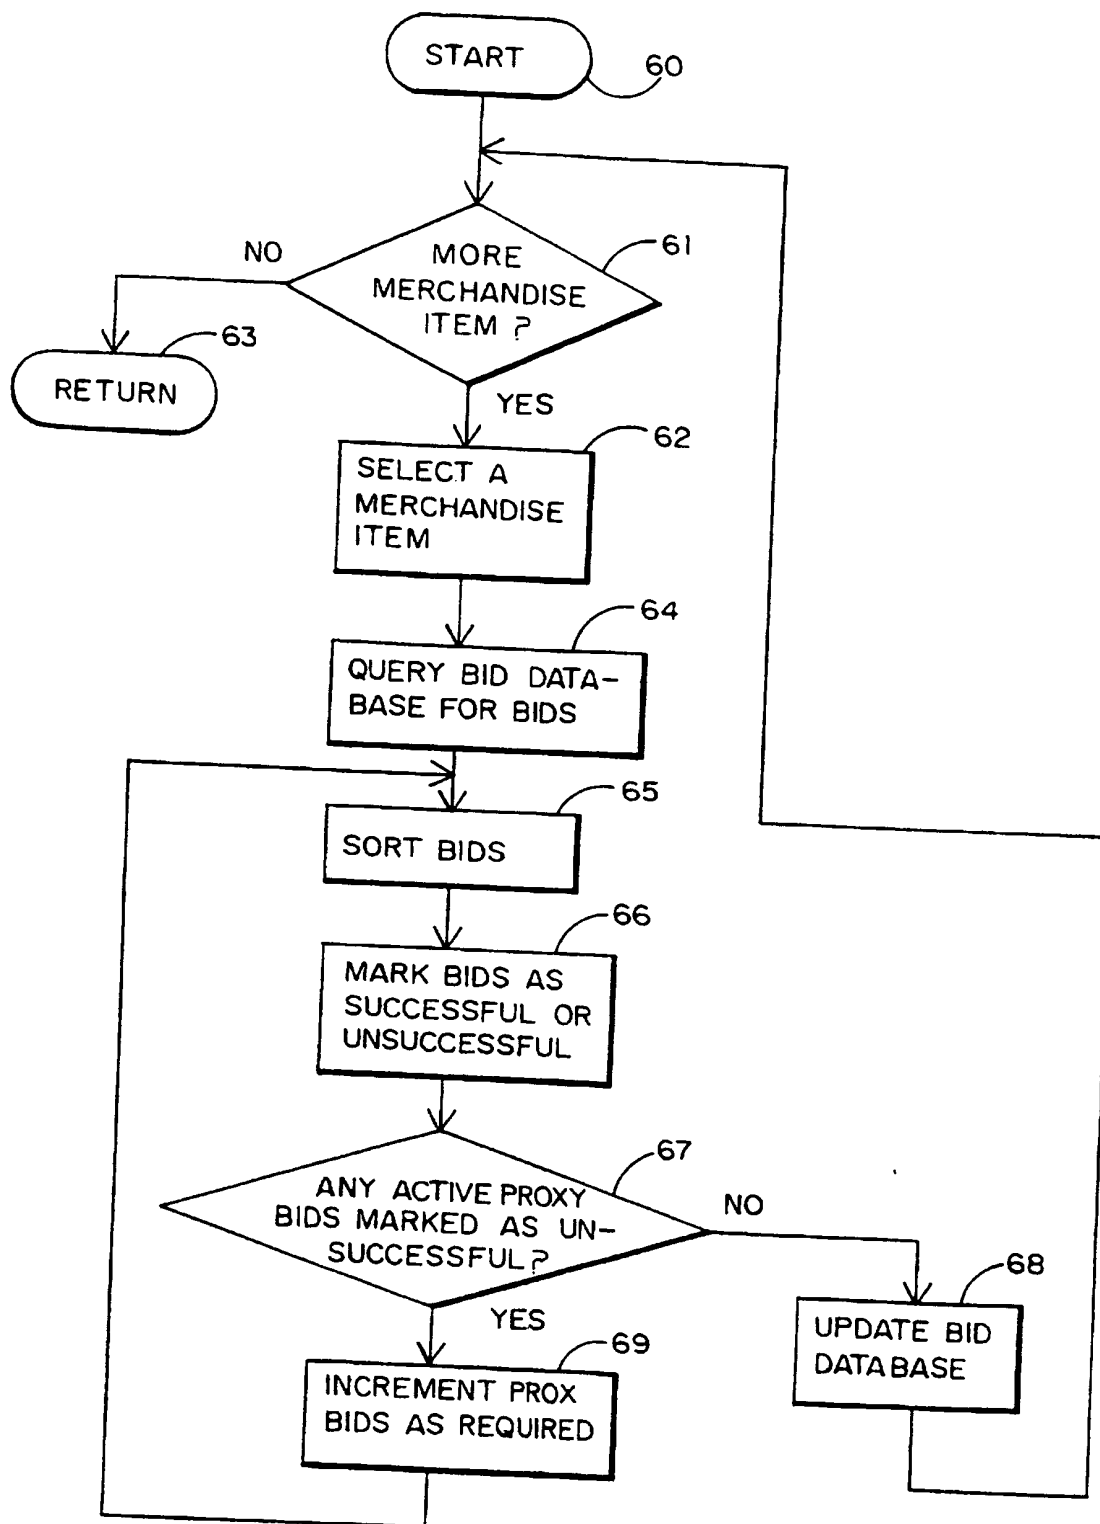 START
60
MORE
MERCHANDISE
ITEM ?
61
NO
63
RETURN
YES
62
SELECT A
MERCHANDISE
ITEM
64
QUERY BID DATA-
BASE FOR BIDS
65
SORT BIDS
66
MARK BIDS AS
SUCCESSFUL OR
UNSUCCESSFUL
67
ANY ACTIVE PROXY
BIDS MARKED AS UN-
SUCCESSFUL?
NO
68
UPDATE BID
DATABASE
YES
69
INCREMENT PROX
BIDS AS REQUIRED